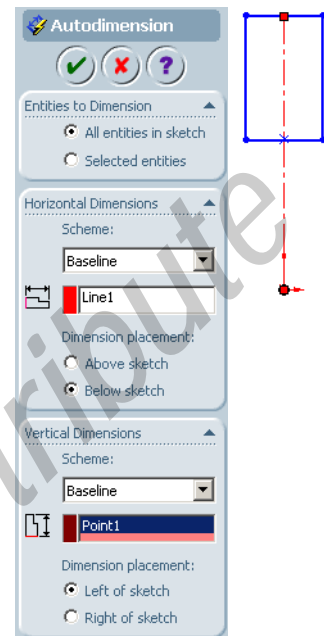 Autodimension
?
Entities to Dimension
All entities in sketch
Selected entities
Horizontal Dimensions
Scheme:
Baseline
Line1
Dimension placement:
Above sketch
Below sketch
Vertical Dimensions
Scheme:
Baseline
Point1
Dimension placement:
Left of sketch
Right of sketch